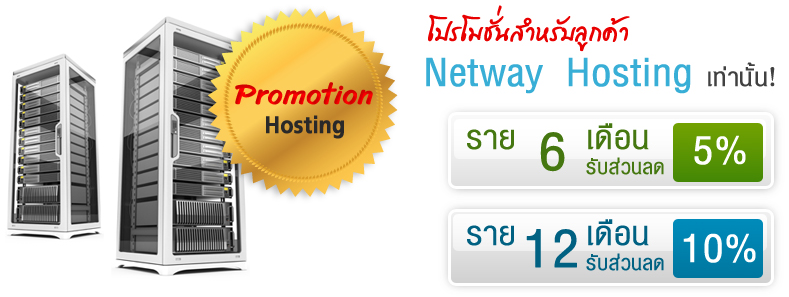 Promotion
Hosting
โปรโมชั่นสำหรับลูกค้า
Netway Hosting เท่านั้น!
ราย 6 เดือน
รับส่วนลด
5%
ราย 12 เดือน
รับส่วนลด
10%